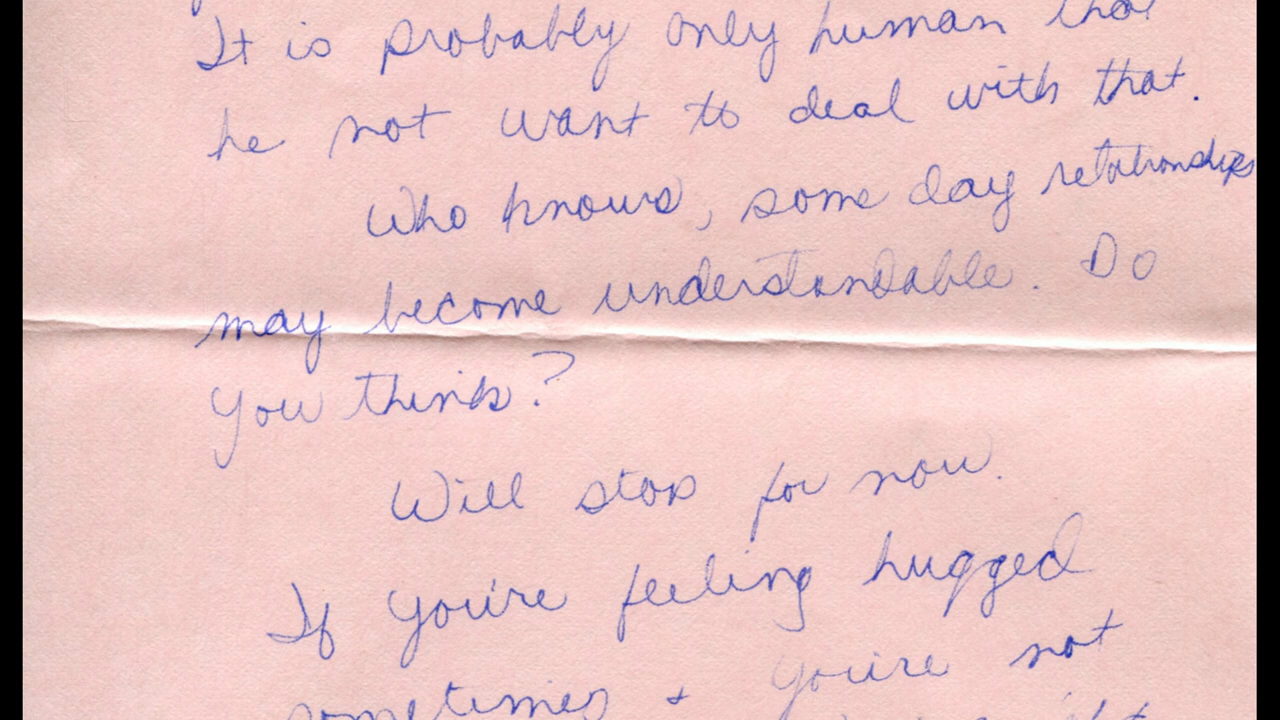 It is probably only human that
he not want to deal with that.
Who knows, some day relationships
may become understandable. Do
you think?
Will stop for now.
If you're feeling hugged
sometimes & you're not